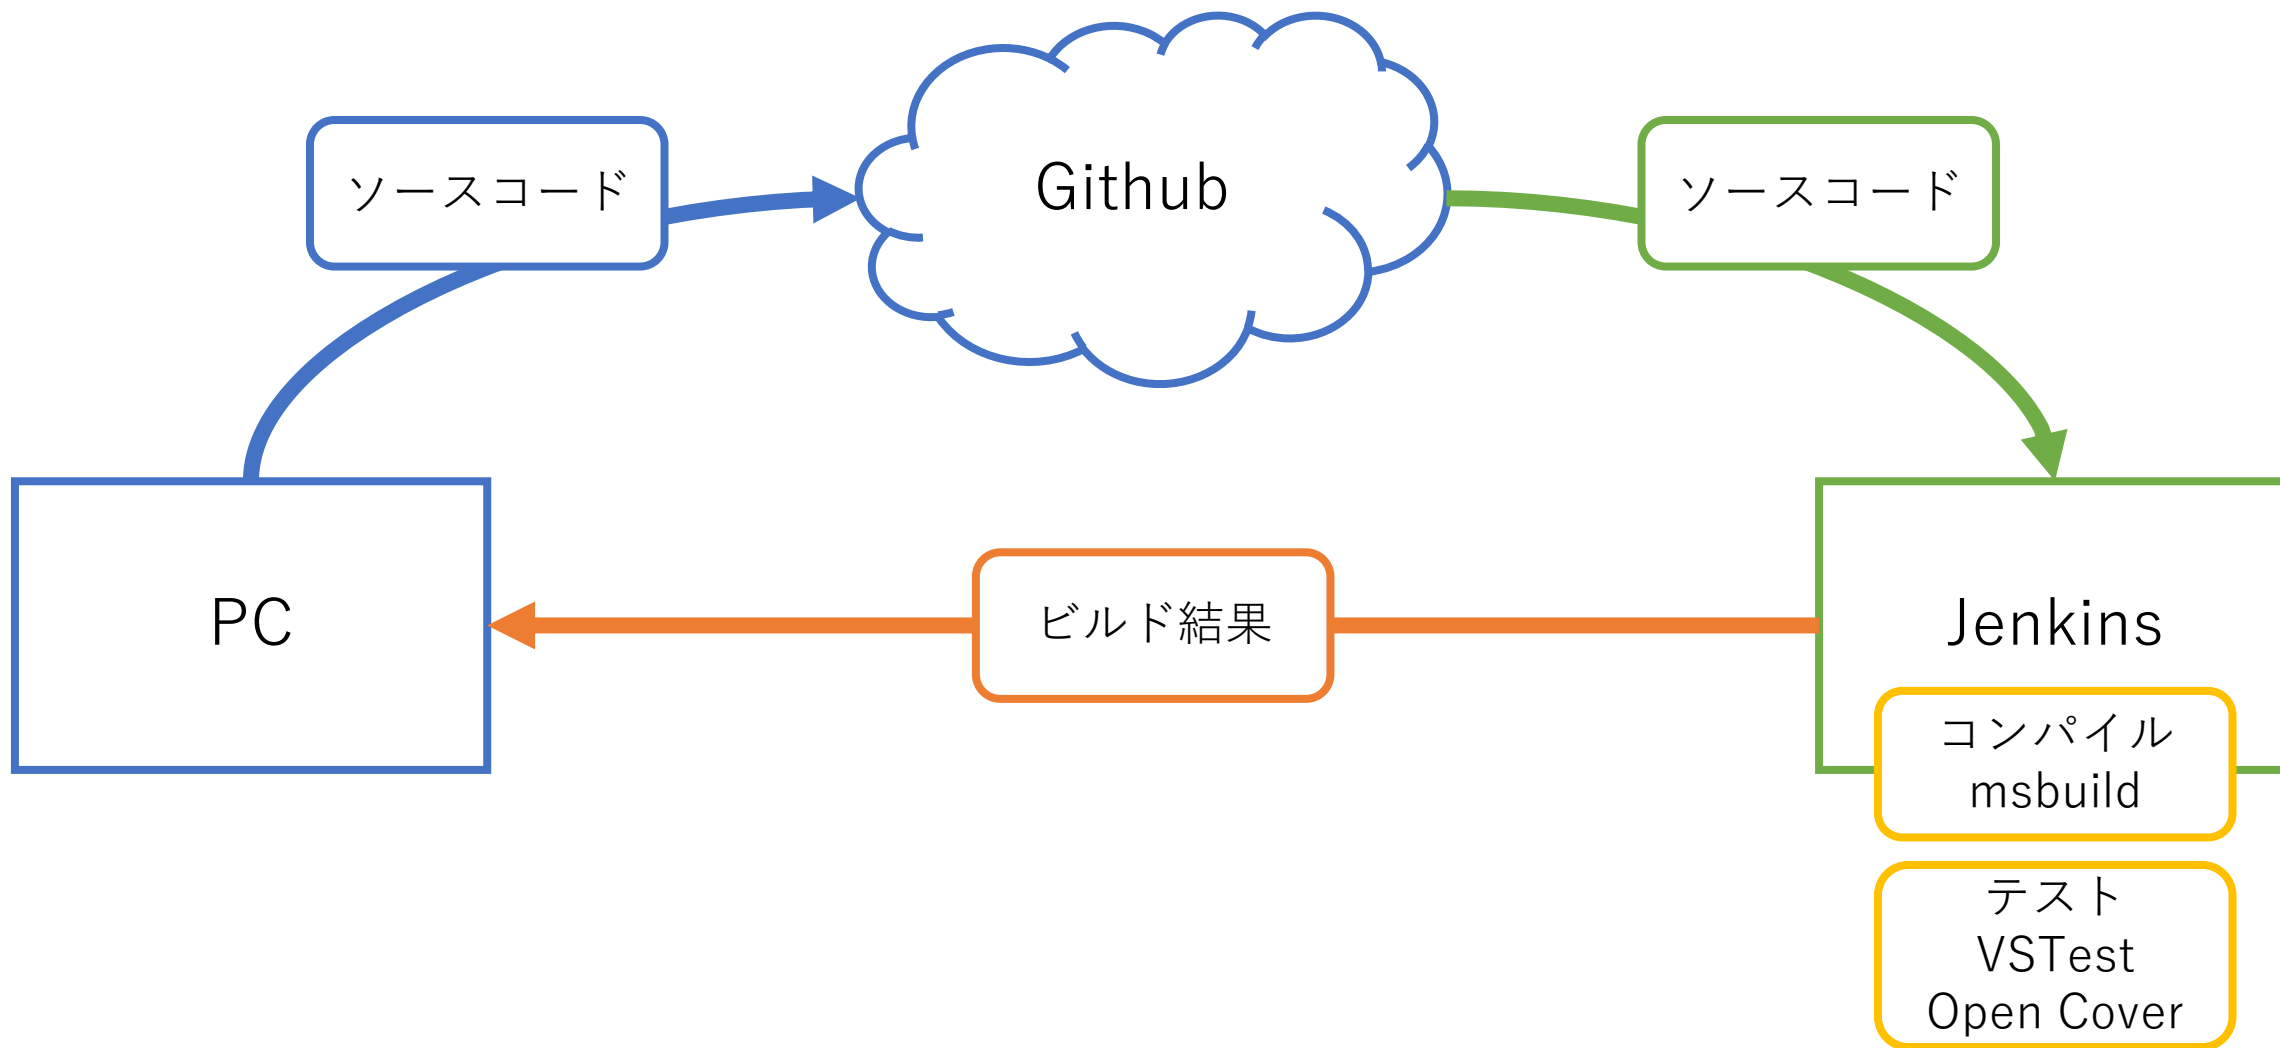 ソースコード
Github
ソースコード
PC
ビルド結果
Jenkins
コンパイル
msbuild
テスト
VSTest
Open Cover